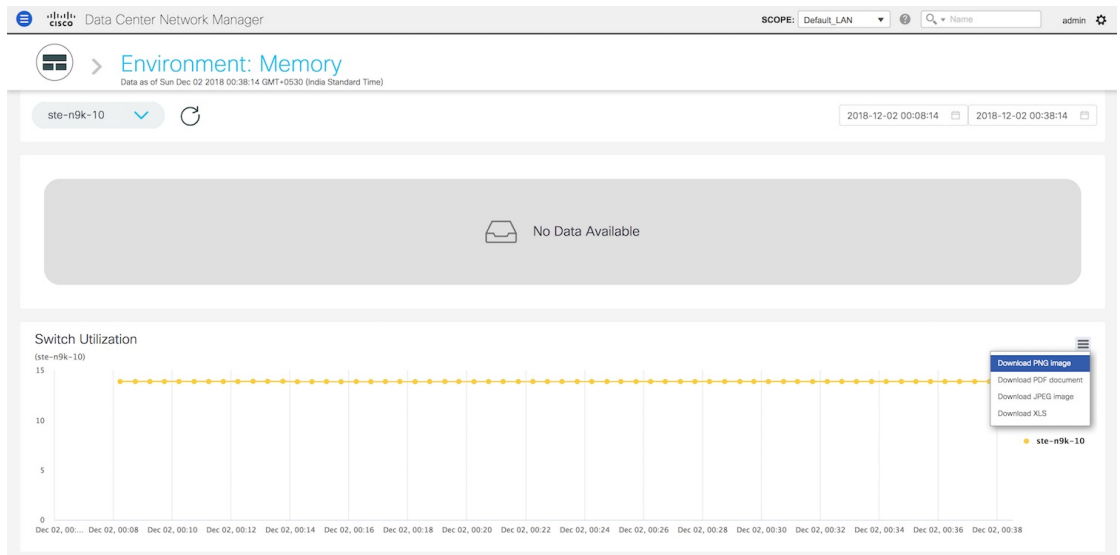 cisco Data Center Network Manager SCOPE: Default_LAN ? Name admin
Environment: Memory
Data as of Sun Dec 02 2018 00:38:14 GMT+0530 (India Standard Time)
ste-n9k-10 2018-12-02 00:08:14 2018-12-02 00:38:14
No Data Available
Switch Utilization
(ste-n9k-10)
Download PNG image
Download PDF document
Download JPEG image
Download XLS
ste-n9k-10
15
10
5
0
Dec 02, 00:... Dec 02, 00:08 Dec 02, 00:10 Dec 02, 00:12 Dec 02, 00:14 Dec 02, 00:16 Dec 02, 00:18 Dec 02, 00:20 Dec 02, 00:22 Dec 02, 00:24 Dec 02, 00:26 Dec 02, 00:28 Dec 02, 00:30 Dec 02, 00:32 Dec 02, 00:34 Dec 02, 00:36 Dec 02, 00:38